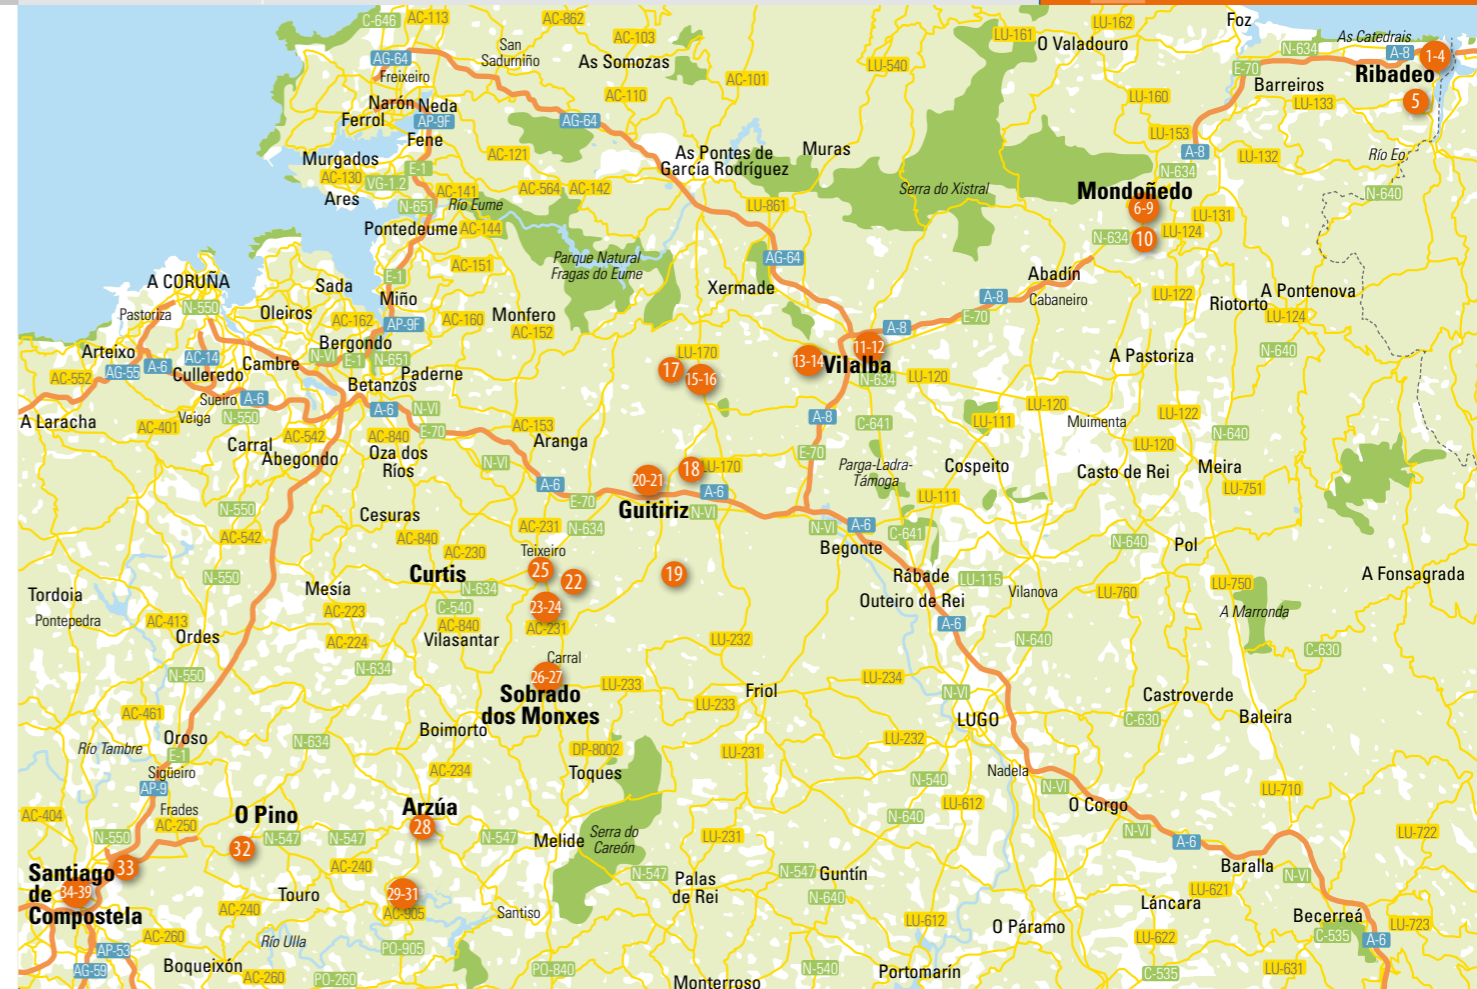 C-646
AC-113
AC-862
LU-162
Foz
AC-103
LU-161
O Valadouro
As Catedrais
San
Sadurniño
N-634
A-8
1-4
AG-64
As Somozas
LU-540
E-70
Ribadeo
Freixeiro
AC-101
Barreiros
5
Narón
Neda
AC-110
LU-160
LU-133
Ferrol
AP-9F
AG-64
Fene
LU-153
Murgados
AC-121
As Pontes de
García Rodríguez
Muras
A-8
LU-132
Río Eo
AC-130
E-1
N-634
VG-1.2
AC-141
AC-564
AC-142
Serra do Xistral
Mondoñedo
N-640
Ares
N-651
Río Eume
LU-861
6-9
LU-131
Pontedeume
AC-144
N-634
10
LU-124
Parque Natural
Fragas do Eume
AG-64
AC-151
A CORUÑA
Sada
E-1
Xermade
Abadín
Cabaneiro
A-8
LU-122
A Pontenova
Riotorto
LU-124
Pastoriza
N-550
Oleiros
Miño
AC-162
AP-9F
AC-160
Monfero
AC-152
E-70
Bergondo
A-8
Arteixo
AC-14
N-VI
E-1
N-651
LU-170
11-12
13-14
Vilalba
A Pastoriza
N-640
AG-55
A-6
Culleredo
Cambre
Paderne
17
15-16
N-634
LU-120
AC-552
Betanzos
Sueiro
A-6
A-6
N-VI
A Laracha
Veiga
N-550
AC-401
E-70
AC-153
A-8
C-641
LU-120
LU-111
Muimenta
LU-122
Carral
AC-542
Abegondo
AC-840
Oza dos
Ríos
Aranga
N-640
LU-120
E-70
N-VI
18
LU-170
Parga-Ladra-
Támoga
Cospeito
Casto de Rei
Meira
20-21
A-6
A-6
LU-751
E-70
LU-111
N-550
Guitiriz
N-VI
Cesuras
AC-231
N-634
N-VI
A-6
C-641
AC-542
AC-840
AC-230
Teixeiro
Begonte
N-640
Pol
Curtis
25
22
19
Rábade
LU-115
A Fonsagrada
N-550
N-634
LU-750
Tordoia
Mesía
Outeiro de Rei
Vilanova
LU-760
C-540
23-24
A Marronda
Pontepedra
AC-413
AC-223
AC-840
AC-231
A-6
Ordes
AC-224
Vilasantar
LU-232
N-640
C-630
Carral
N-550
N-634
26-27
LU-234
LU-233
Sobrado
dos Monxes
Friol
N-VI
Castroverde
LU-233
AC-461
LUGO
C-630
Baleira
Boimorto
Oroso
N-634
LU-232
Río Tambre
E-1
DP-8002
LU-231
Sigüeiro
AC-234
Toques
Nadela
N-540
AP-9
N-VI
LU-710
Frades
Arzúa
LU-612
O Corgo
AC-404
O Pino
N-640
AC-250
28
N-VI
LU-722
N-550
N-547
N-547
N-547
Melide
Serra do
Careón
LU-231
A-6
32
33
AC-240
Baralla
Santiago
de
Compostela
34-39
N-547
Palas
de Rei
N-547
Guntín
N-VI
Touro
29-31
N-640
LU-621
Láncara
AC-240
AC-905
Santiso
LU-612
Becerreá
LU-723
O Páramo
AC-260
Río Ulla
C-535
A-6
LU-622
AP-53
PO-905
AG-59
Boqueixón
AC-260
PO-260
PO-840
N-540
Portomarín
C-535
LU-631
Monterroso